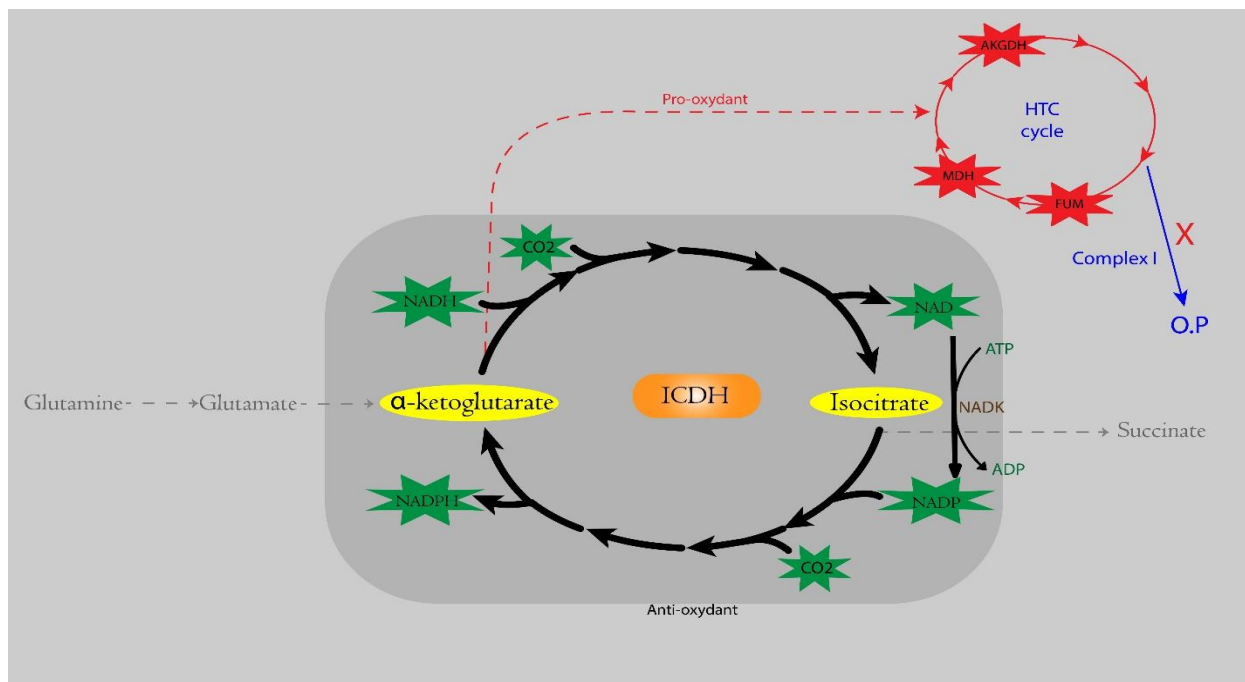 AKGDH
Pro-oxydant
HTC
cycle
MDH
FUM
CO2
X
Complex I
NADH
NAD
O.P
ATP
Glutamine
Glutamate
α-ketoglutarate
ICDH
Isocitrate
NADK
Succinate
ADP
NADPH
NADP
CO2
Anti-oxydant